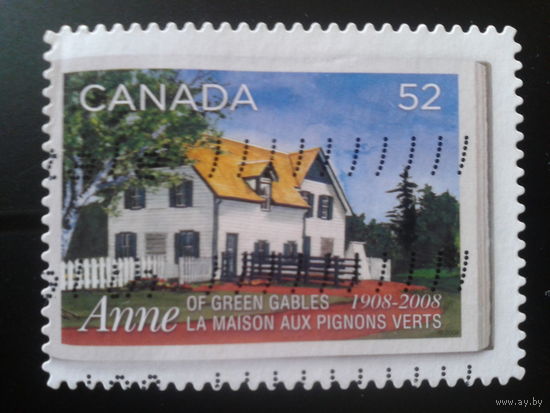 CANADA 52
Anne OF GREEN GABLES 1908-2008
LA MAISON AUX PIGNONS VERTS
www.ay.by